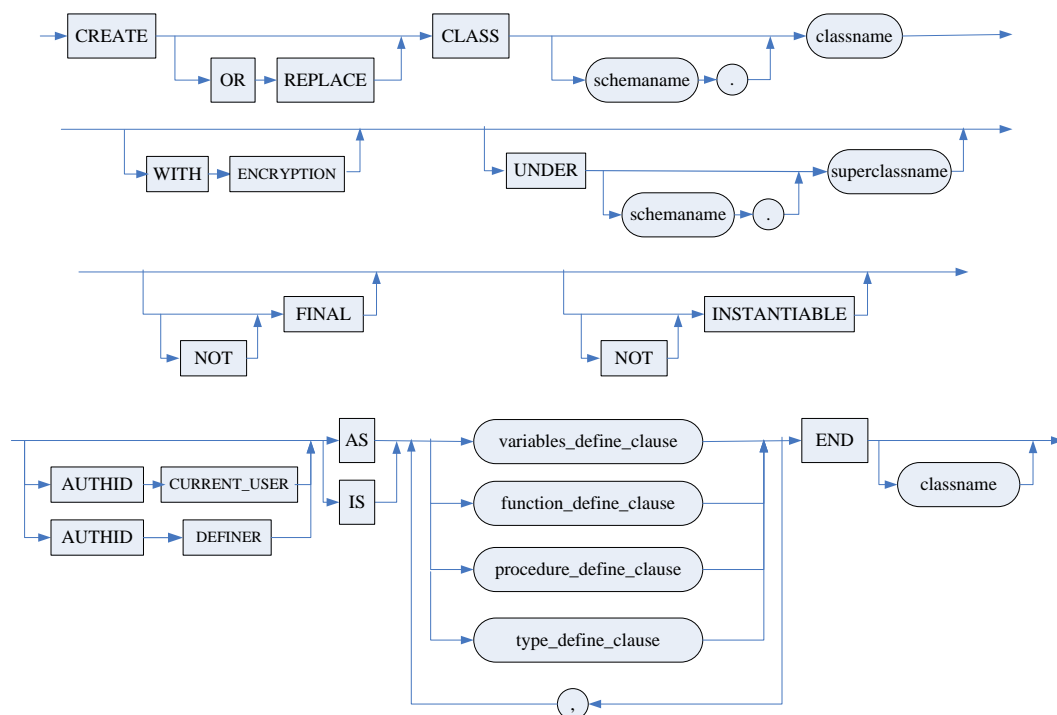 CREATE CLASS classname
OR REPLACE schemaname .
WITH ENCRYPTION UNDER superclassname
schemaname .
FINAL INSTANTIABLE
NOT NOT
AS variables_define_clause END
AUTHID CURRENT_USER IS function_define_clause classname
AUTHID DEFINER
procedure_define_clause
type_define_clause
,